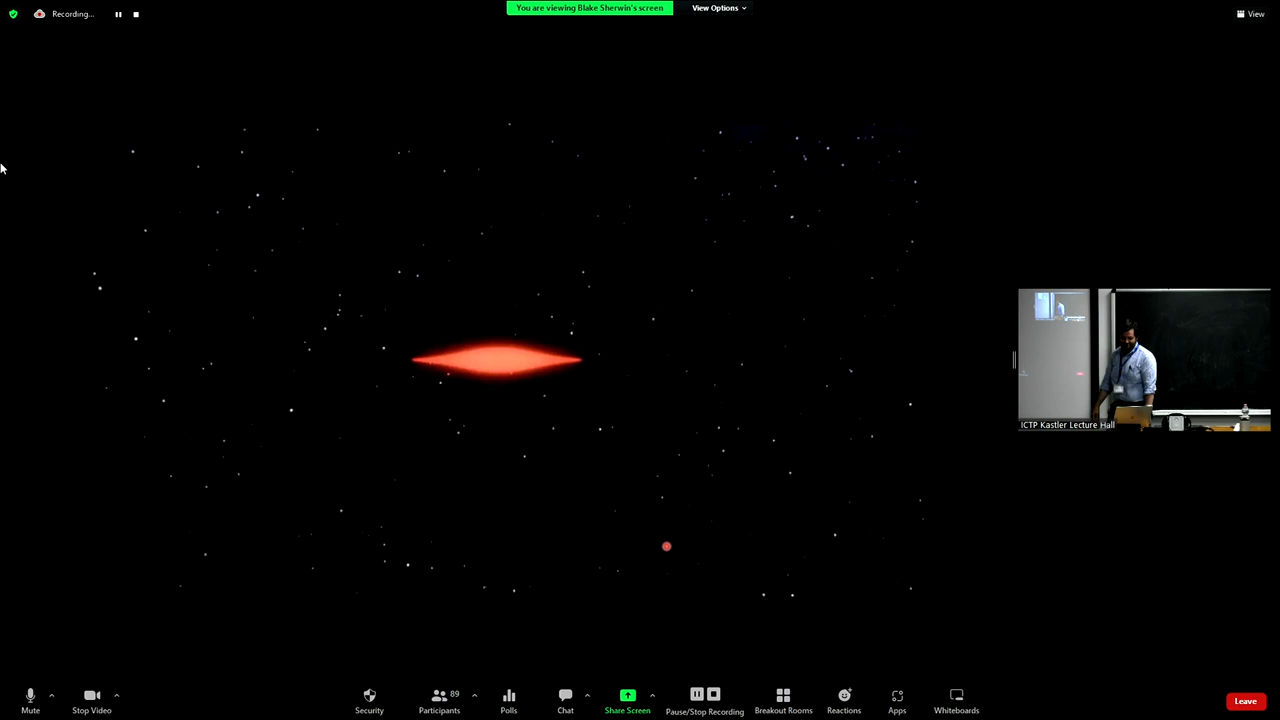 Recording...
You are viewing Blake Sherwin's screen
View Options
View
ICTP Kastler Lecture Hall
Mute
Stop Video
Security
Participants
89
Polls
Chat
Share Screen
Pause/Stop Recording
Breakout Rooms
Reactions
Apps
Whiteboards
Leave